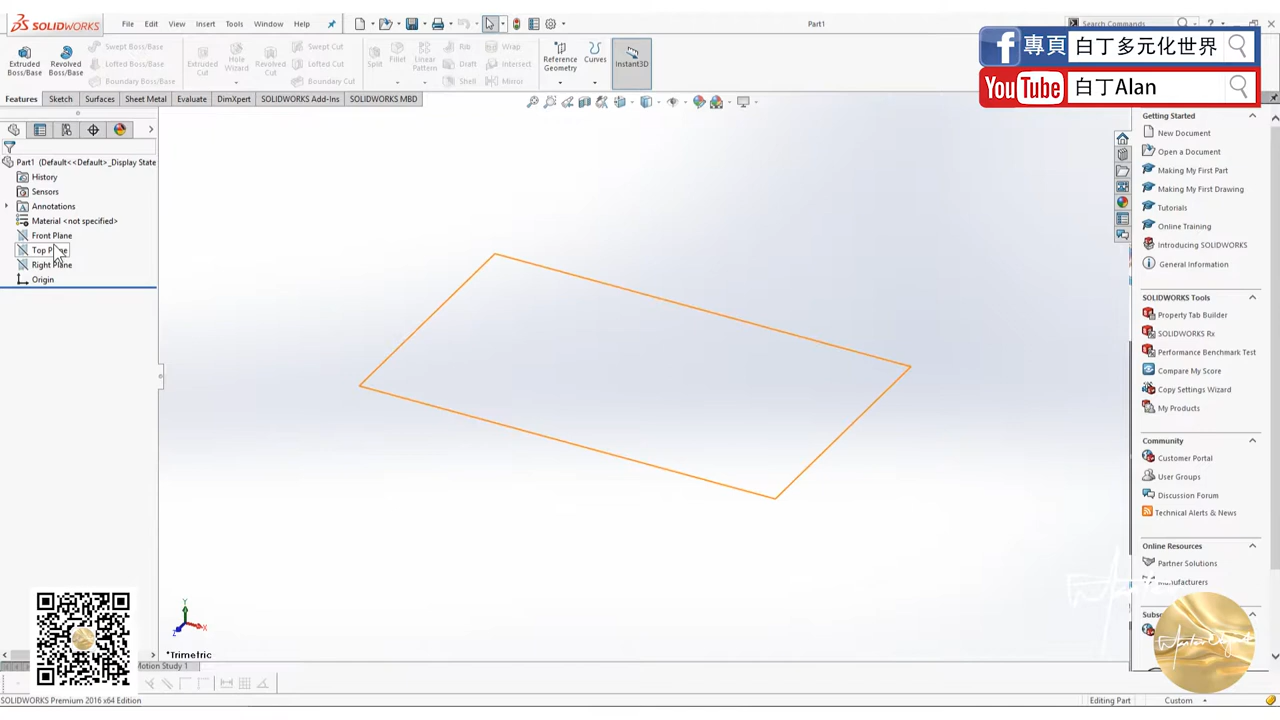 SOLIDWORKS
File Edit View Insert Tools Window Help
Part1
Search Commands
專頁 白丁多元化世界
YouTube 白丁Alan
Extruded Boss/Base
Revolved Boss/Base
Swept Boss/Base
Lofted Boss/Base
Boundary Boss/Base
Extruded Cut
Hole Wizard
Revolved Cut
Swept Cut
Lofted Cut
Boundary Cut
Split
Fillet
Linear Pattern
Rib
Draft
Shell
Wrap
Intersect
Mirror
Reference Geometry
Curves
Instant3D
Features Sketch Surfaces Sheet Metal Evaluate DimXpert SOLIDWORKS Add-Ins SOLIDWORKS MBD
Part1 (Default<<Default>_Display State
History
Sensors
Annotations
Material <not specified>
Front Plane
Top Plane
Right Plane
Origin
Y
X
Z
*Trimetric
Motion Study 1
SOLIDWORKS Premium 2016 x64 Edition
Editing Part
Custom
Getting Started
New Document
Open a Document
Making My First Part
Making My First Drawing
Tutorials
Online Training
Introducing SOLIDWORKS
General Information
SOLIDWORKS Tools
Property Tab Builder
SOLIDWORKS Rx
Performance Benchmark Test
Compare My Score
Copy Settings Wizard
My Products
Community
Customer Portal
User Groups
Discussion Forum
Technical Alerts & News
Online Resources
Partner Solutions